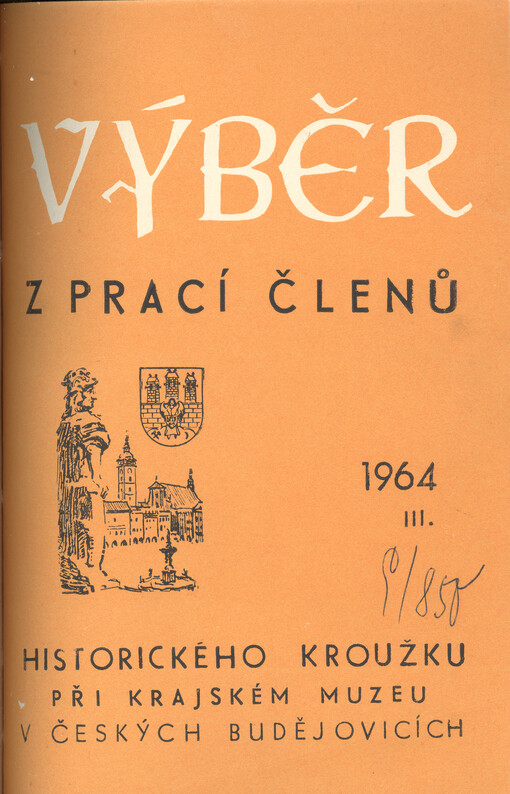 VÝBĚR
Z PRACÍ ČLENŮ
1964
III.
HISTORICKÉHO KROUŽKU
PŘI KRAJSKÉM MUZEU
V ČESKÝCH BUDĚJOVICÍCH